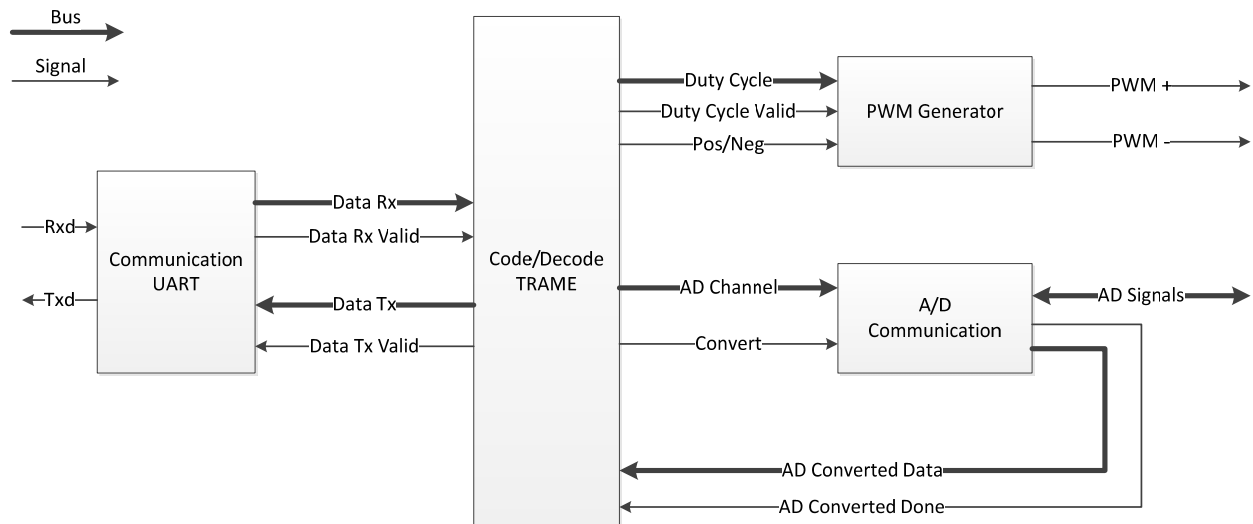 Bus
Signal
Rxd
Txd
Communication
UART
Data Rx
Data Rx Valid
Data Tx
Data Tx Valid
Code/Decode
TRAME
Duty Cycle
Duty Cycle Valid
Pos/Neg
PWM Generator
PWM +
PWM -
AD Channel
Convert
A/D
Communication
AD Signals
AD Converted Data
AD Converted Done